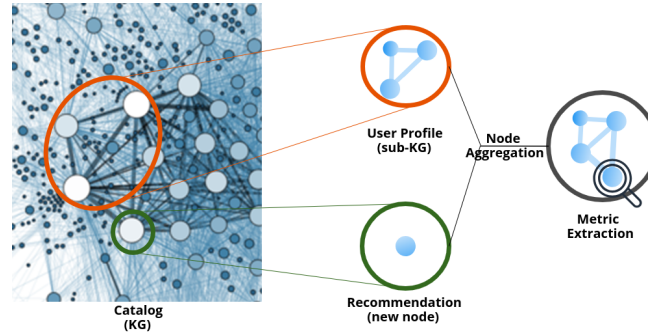 User Profile
(sub-KG)
Node
Aggregation
Metric
Extraction
Catalog
(KG)
Recommendation
(new node)